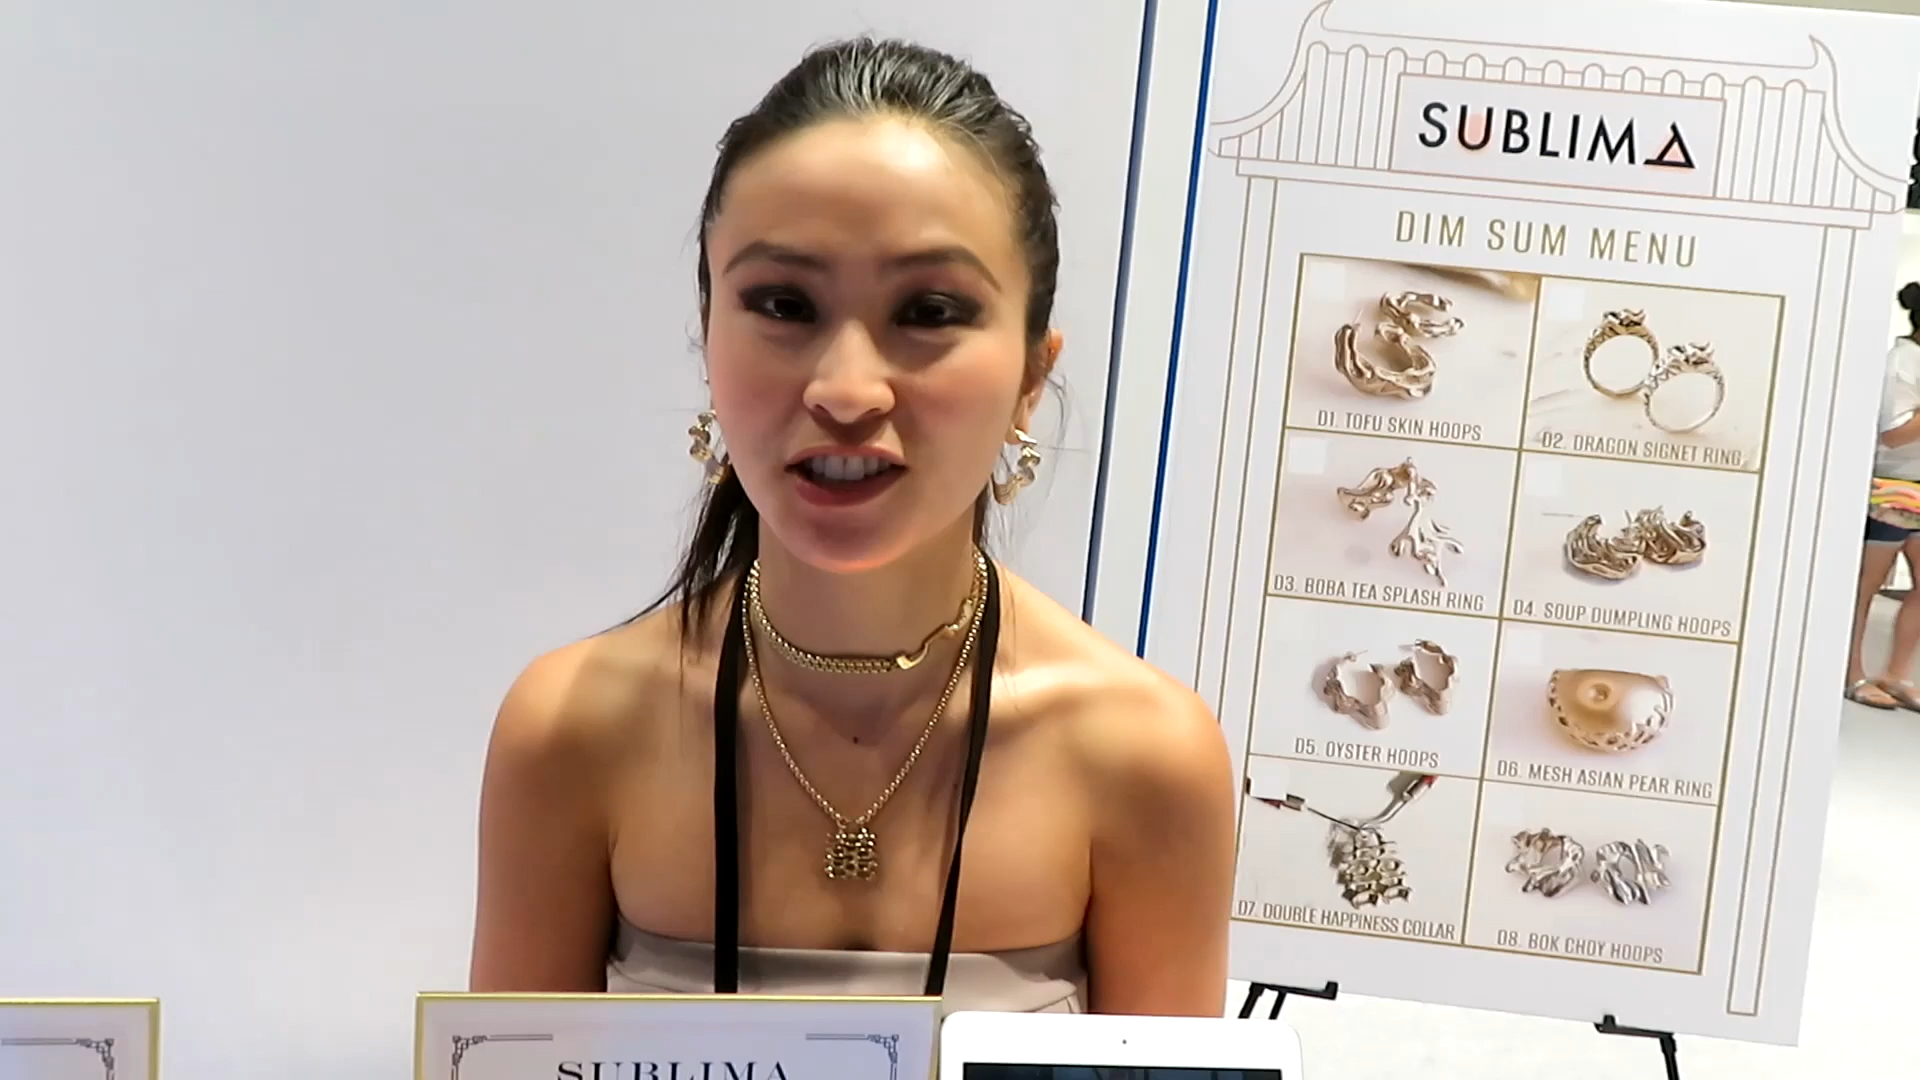 SUBLIMA
DIM SUM MENU
D1. TOFU SKIN HOOPS
D2. DRAGON SIGNET RING
D3. BOBA TEA SPLASH RING
D4. SOUP DUMPLING HOOPS
D5. OYSTER HOOPS
D6. MESH ASIAN PEAR RING
D7. DOUBLE HAPPINESS COLLAR
D8. BOK CHOY HOOPS
SUBLIMA